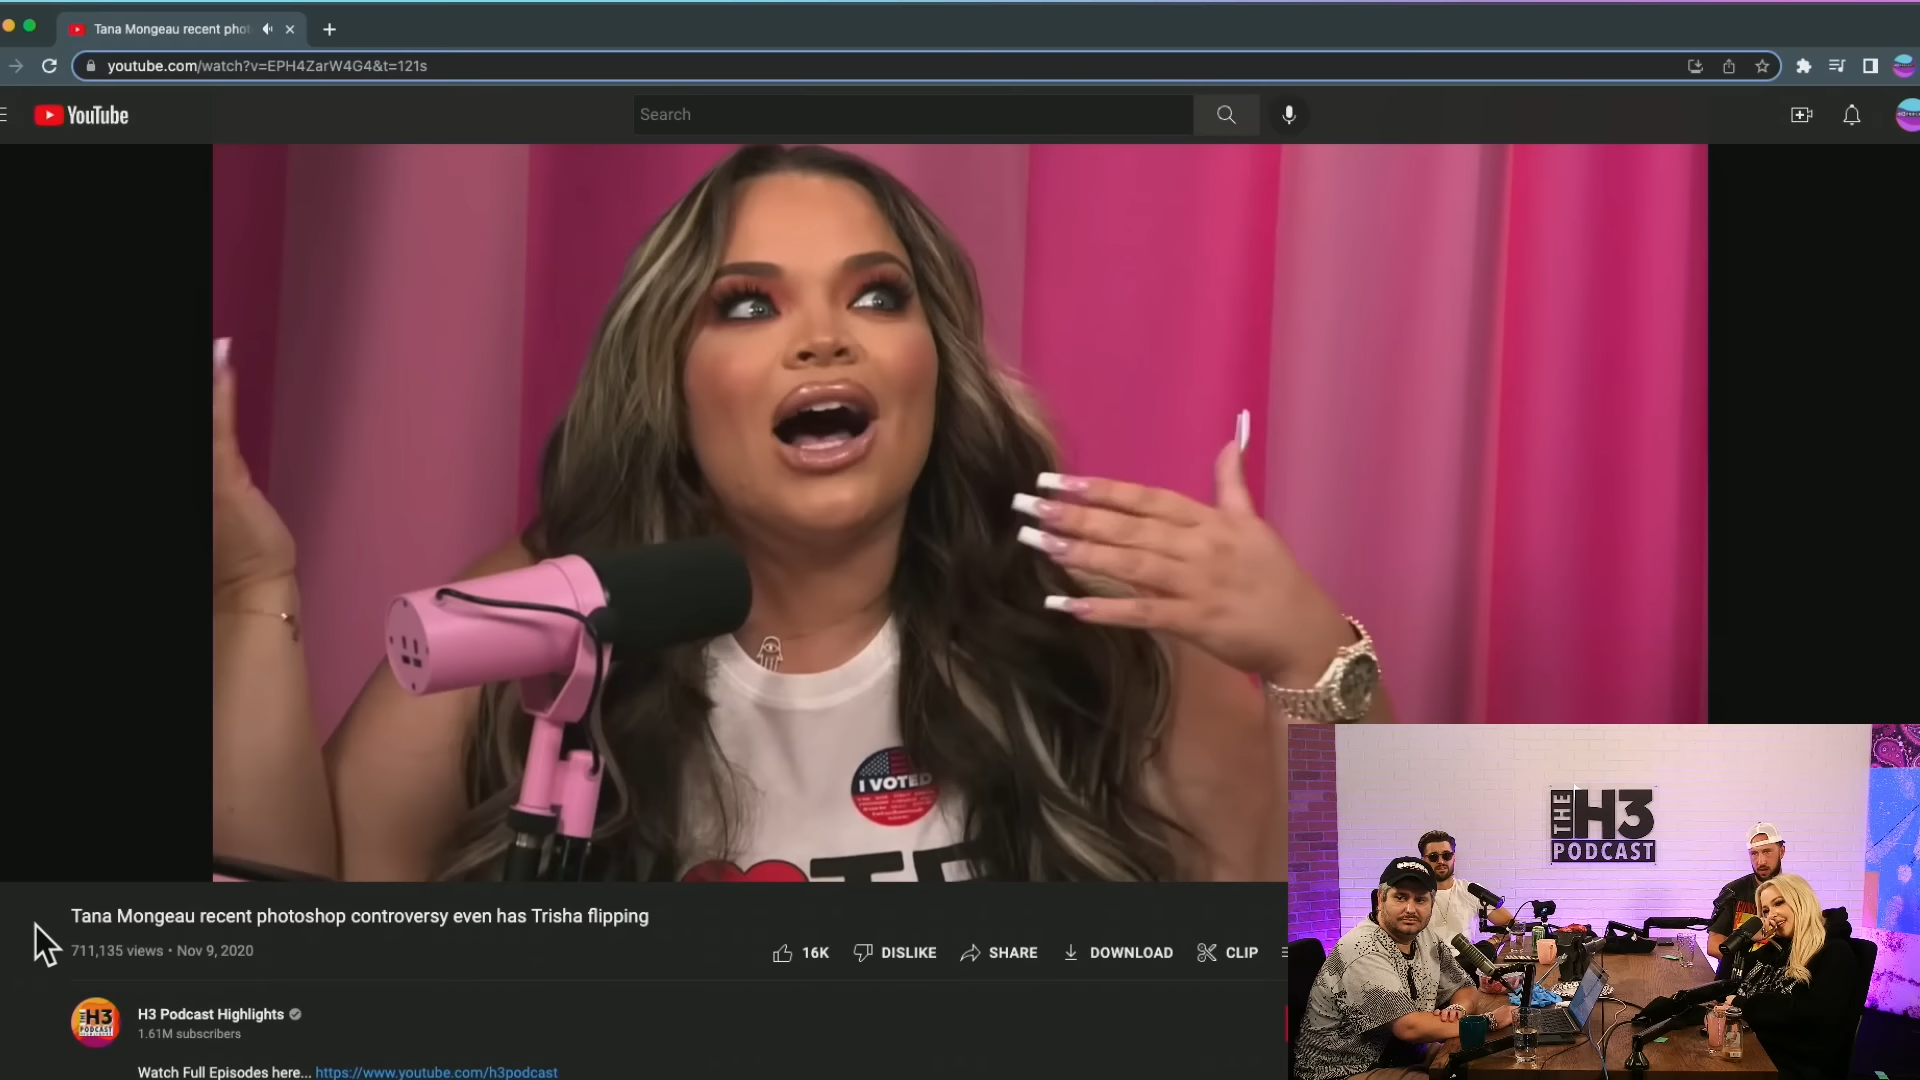 Tana Mongeau recent phot
youtube.com/watch?v=EPH4ZarW4G4&t=121s
YouTube
Search
I VOTED
Tana Mongeau recent photoshop controversy even has Trisha flipping
711,135 views • Nov 9, 2020
16K
DISLIKE
SHARE
DOWNLOAD
CLIP
H3
PODCAST
H3 Podcast Highlights
1.61M subscribers
Watch Full Episodes here... https://www.youtube.com/h3podcast
THE
H3
PODCAST